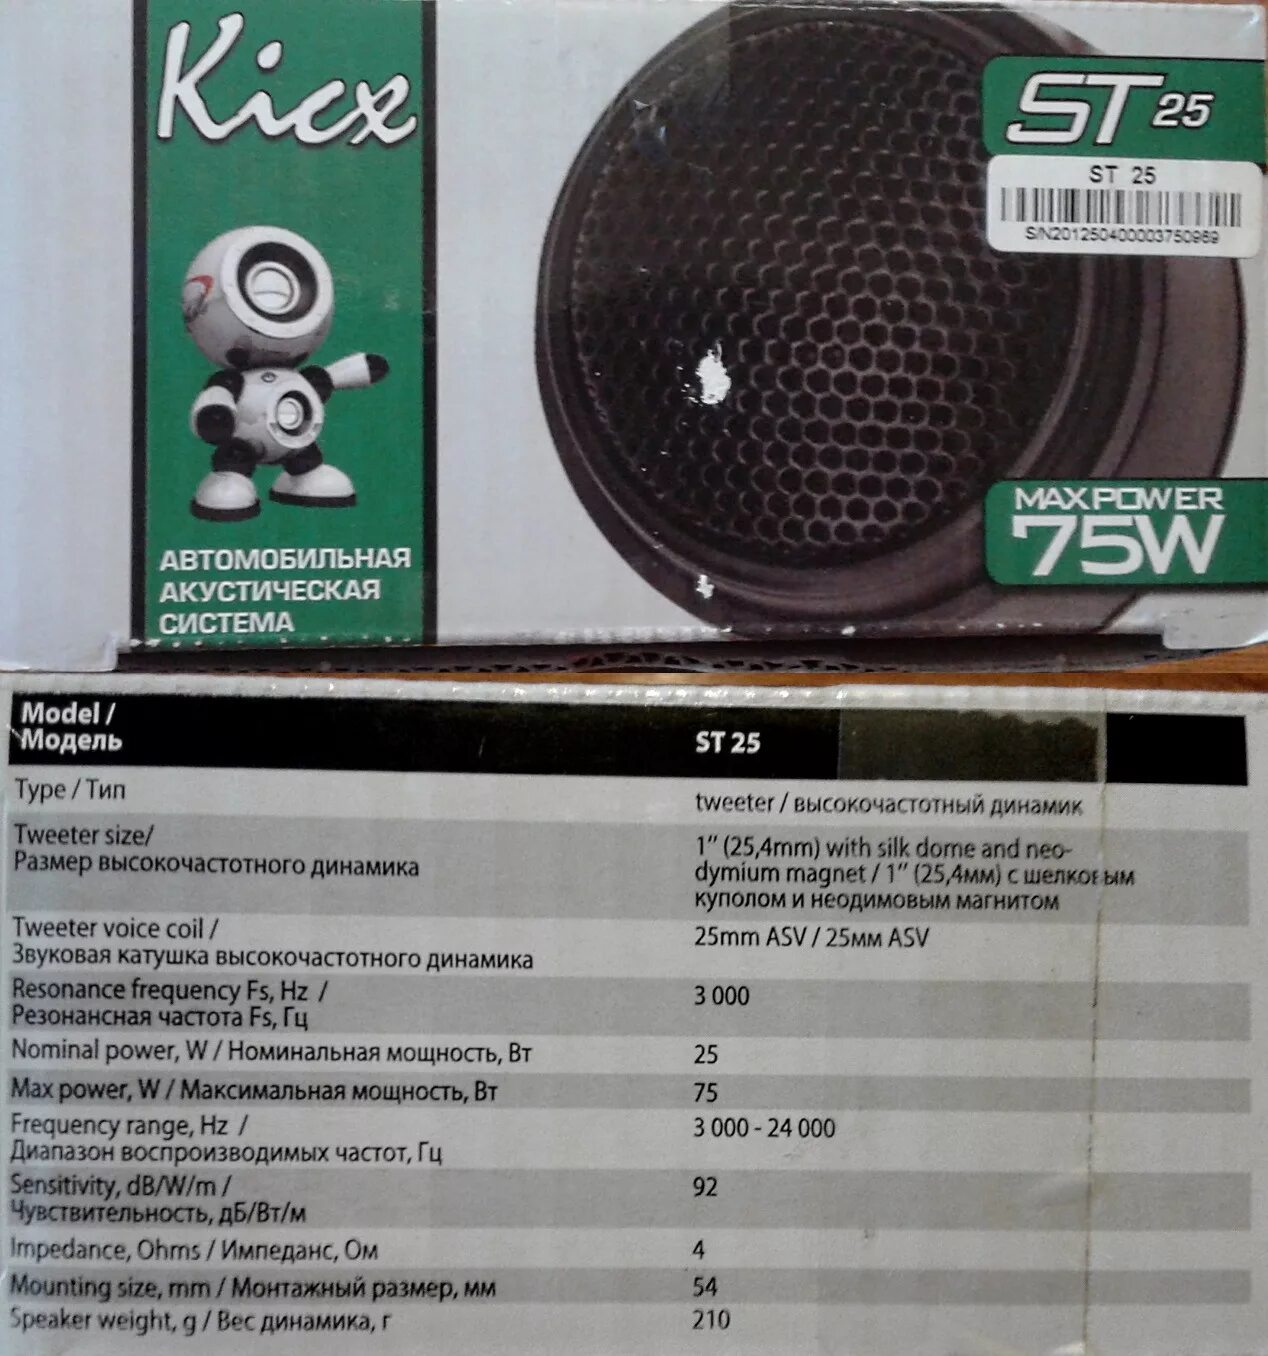 Kicx
ST 25
ST 25
S/N201250400003750969
MAX POWER
75W
АВТОМОБИЛЬНАЯ
АКУСТИЧЕСКАЯ
СИСТЕМА
Model /
Модель
ST 25
Type / Тип
tweeter / высокочастотный динамик
Tweeter size/
Размер высокочастотного динамика
1’’ (25,4mm) with silk dome and neo-
dymium magnet / 1’’ (25,4мм) с шелковым
куполом и неодимовым магнитом
Tweeter voice coil /
Звуковая катушка высокочастотного динамика
25mm ASV / 25мм ASV
Resonance frequency Fs, Hz /
Резонансная частота Fs, Гц
3 000
Nominal power, W / Номинальная мощность, Вт
25
Max power, W / Максимальная мощность, Вт
75
Frequency range, Hz /
Диапазон воспроизводимых частот, Гц
3 000 - 24 000
Sensitivity, dB/W/m /
Чувствительность, дБ/Вт/м
92
Impedance, Ohms / Импеданс, Ом
4
Mounting size, mm / Монтажный размер, мм
54
Speaker weight, g / Вес динамика, г
210